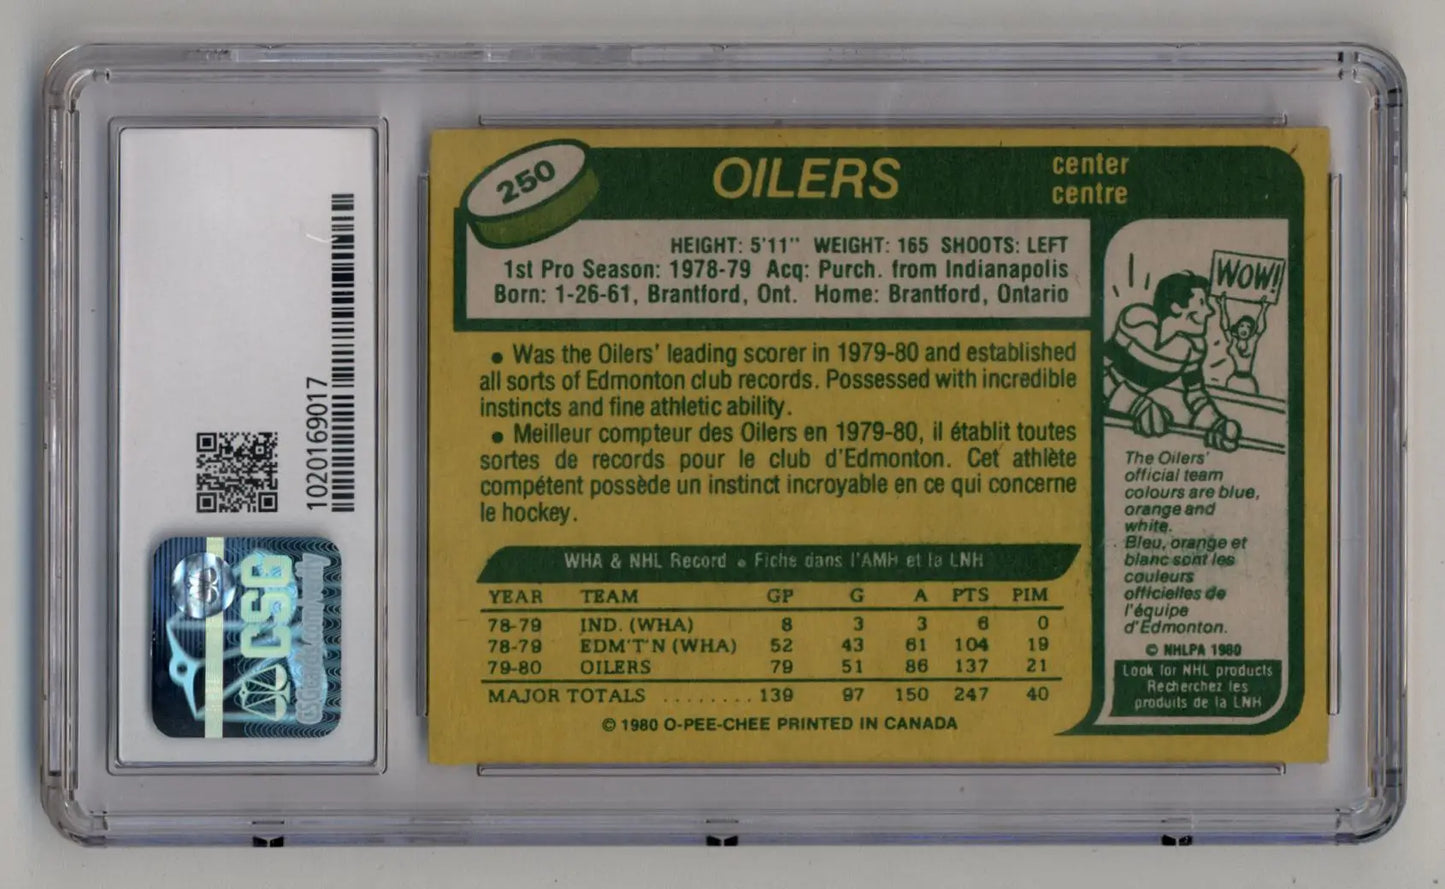 1020169017
CSG
CSGcards.com/verify
250
OILERS
center
centre
HEIGHT: 5'11" WEIGHT: 165 SHOOTS: LEFT
1st Pro Season: 1978-79 Acq: Purch. from Indianapolis
Born: 1-26-61, Brantford, Ont. Home: Brantford, Ontario
• Was the Oilers' leading scorer in 1979-80 and established
all sorts of Edmonton club records. Possessed with incredible
instincts and fine athletic ability.
• Meilleur compteur des Oilers en 1979-80, il établit toutes
sortes de records pour le club d'Edmonton. Cet athlète
compétent possède un instinct incroyable en ce qui concerne
le hockey.
WHA & NHL Record • Fiche dans l'AMH et la LNH
YEAR TEAM GP G A PTS PIM
78-79 IND. (WHA) 8 3 3 6 0
78-79 EDM'T'N (WHA) 52 43 61 104 19
79-80 OILERS 79 51 86 137 21
MAJOR TOTALS ........ 139 97 150 247 40
© 1980 O-PEE-CHEE PRINTED IN CANADA
WOW!
The Oilers'
official team
colours are blue,
orange and
white.
Bleu, orange et
blanc sont les
couleurs
officielles de
l'équipe
d'Edmonton.
© NHLPA 1980
Look for NHL products
Recherchez les
produits de la LNH